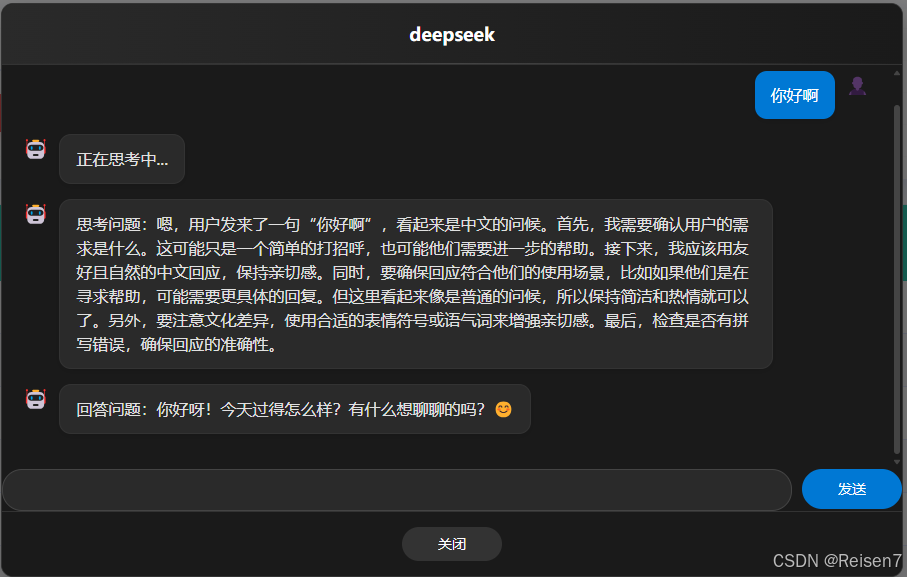 deepseek
你好啊
正在思考中...
思考问题：嗯，用户发来了一句“你好啊”，看起来是中文的问候。首先，我需要确认用户的需
求是什么。这可能只是一个简单的打招呼，也可能他们需要进一步的帮助。接下来，我应该用友
好且自然的中文回应，保持亲切感。同时，要确保回应符合他们的使用场景，比如如果他们是在
寻求帮助，可能需要更具体的回复。但这里看起来像是普通的问候，所以保持简洁和热情就可以
了。另外，要注意文化差异，使用合适的表情符号或语气词来增强亲切感。最后，检查是否有拼
写错误，确保回应的准确性。
回答问题：你好呀！今天过得怎么样？有什么想聊聊的吗？😊
发送
关闭
CSDN @Reisen7